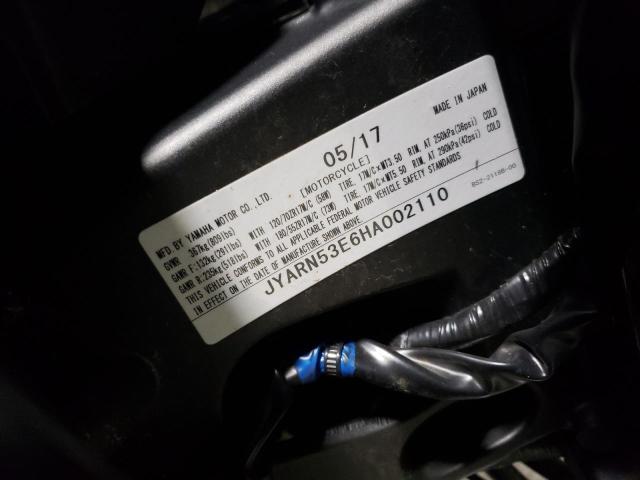 05/17
MADE IN JAPAN
MFD. BY YAMAHA MOTOR CO., LTD. [MOTORCYCLE]
GVWR 367kg(809lbs)
GAWR F:132kg(291lbs) WITH 120/70ZR17M/C (58W) TIRE, 17M/C×MT3.50 RIM, AT 250kPa(36psi) COLD
GAWR R:235kg(518lbs) WITH 180/55ZR17M/C (73W) TIRE, 17M/C×MT5.50 RIM, AT 290kPa(42psi) COLD
THIS VEHICLE CONFORMS TO ALL APPLICABLE FEDERAL MOTOR VEHICLE SAFETY STANDARDS
IN EFFECT ON THE DATE OF MANUFACTURE SHOWN ABOVE.
JYARN53E6HA002110
BS2-2118B-00